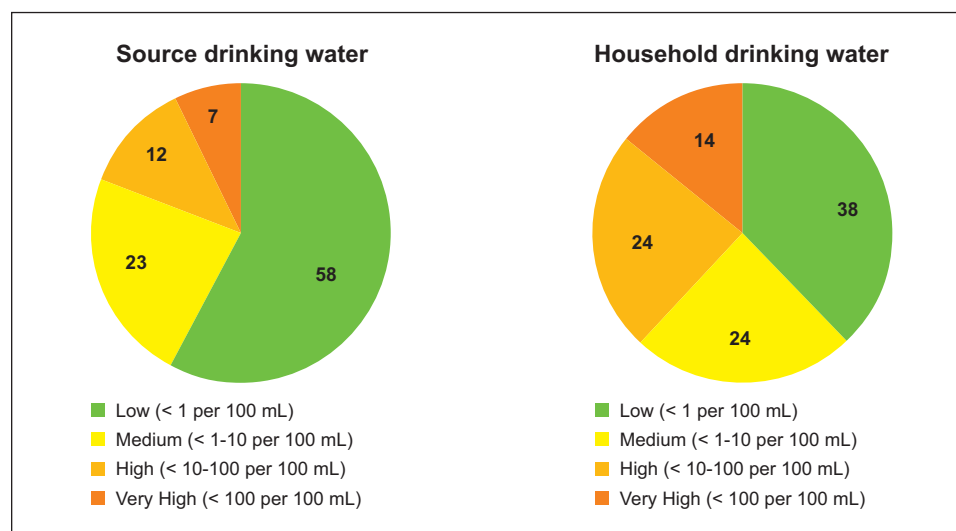 Source drinking water
7
12
23
58
Low (< 1 per 100 mL)
Medium (< 1-10 per 100 mL)
High (< 10-100 per 100 mL)
Very High (< 100 per 100 mL)
Household drinking water
14
38
24
24
Low (< 1 per 100 mL)
Medium (< 1-10 per 100 mL)
High (< 10-100 per 100 mL)
Very High (< 100 per 100 mL)